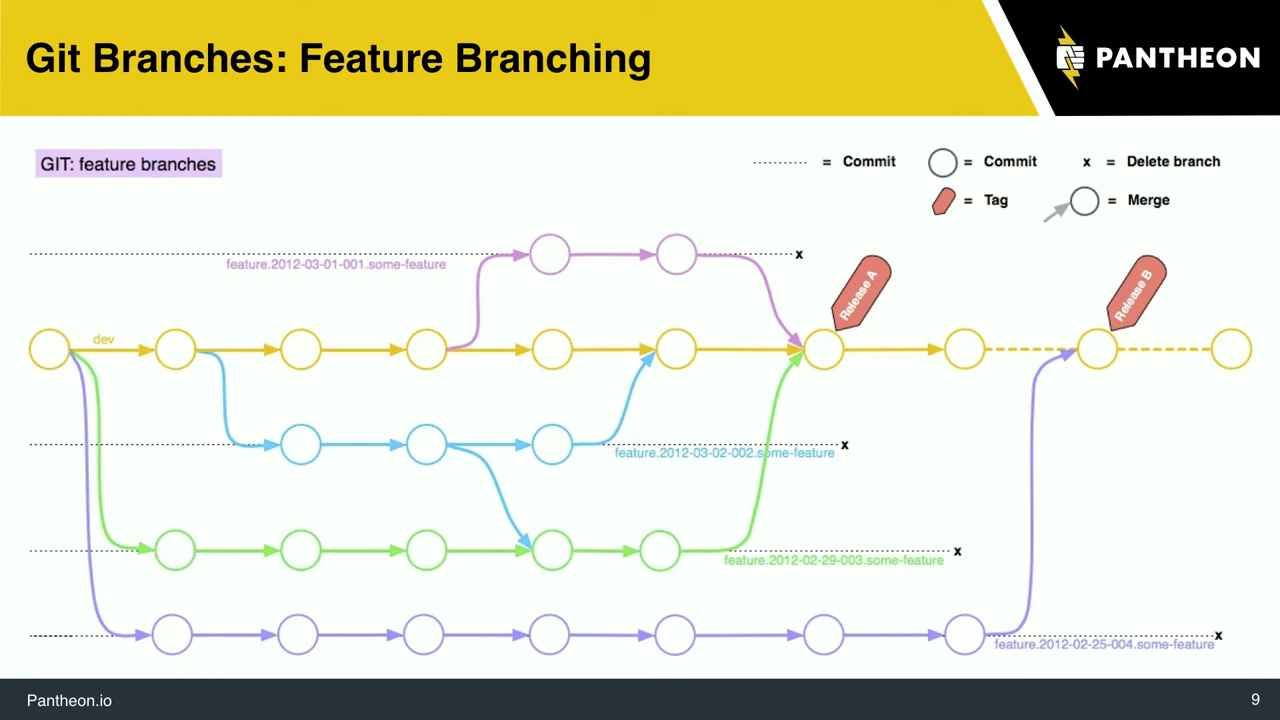 Git Branches: Feature Branching
PANTHEON
GIT: feature branches
= Commit
= Commit
x = Delete branch
= Tag
= Merge
x
feature.2012-03-01-001.some-feature
Release A
Release B
dev
x
feature.2012-03-02-002.some-feature
x
feature.2012-02-29-003.some-feature
x
feature.2012-02-25-004.some-feature
Pantheon.io
9